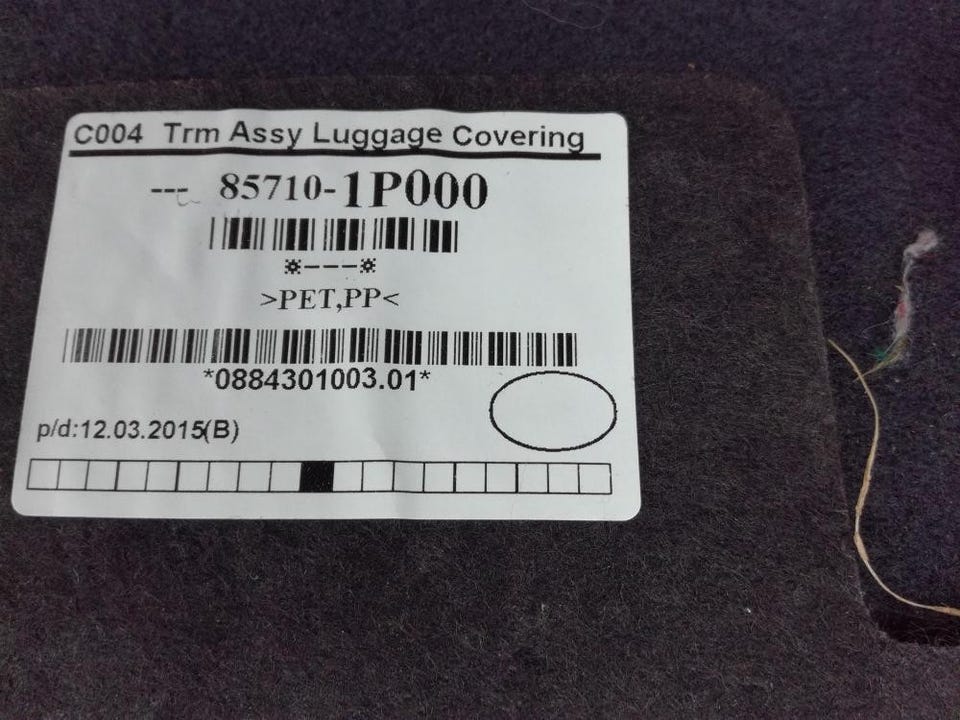 C004 Trm Assy Luggage Covering
--- 85710-1P000
*---*
>PET,PP<
*0884301003.01*
p/d:12.03.2015(B)